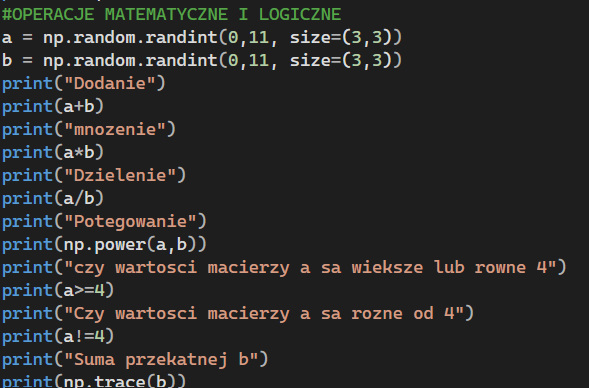 #OPERACJE MATEMATYCZNE I LOGICZNE
a = np.random.randint(0,11, size=(3,3))
b = np.random.randint(0,11, size=(3,3))
print("Dodanie")
print(a+b)
print("mnozenie")
print(a*b)
print("Dzielenie")
print(a/b)
print("Potegowanie")
print(np.power(a,b))
print("czy wartosci macierzy a sa wieksze lub rowne 4")
print(a>=4)
print("Czy wartosci macierzy a sa rozne od 4")
print(a!=4)
print("Suma przekatnej b")
print(np.trace(b))